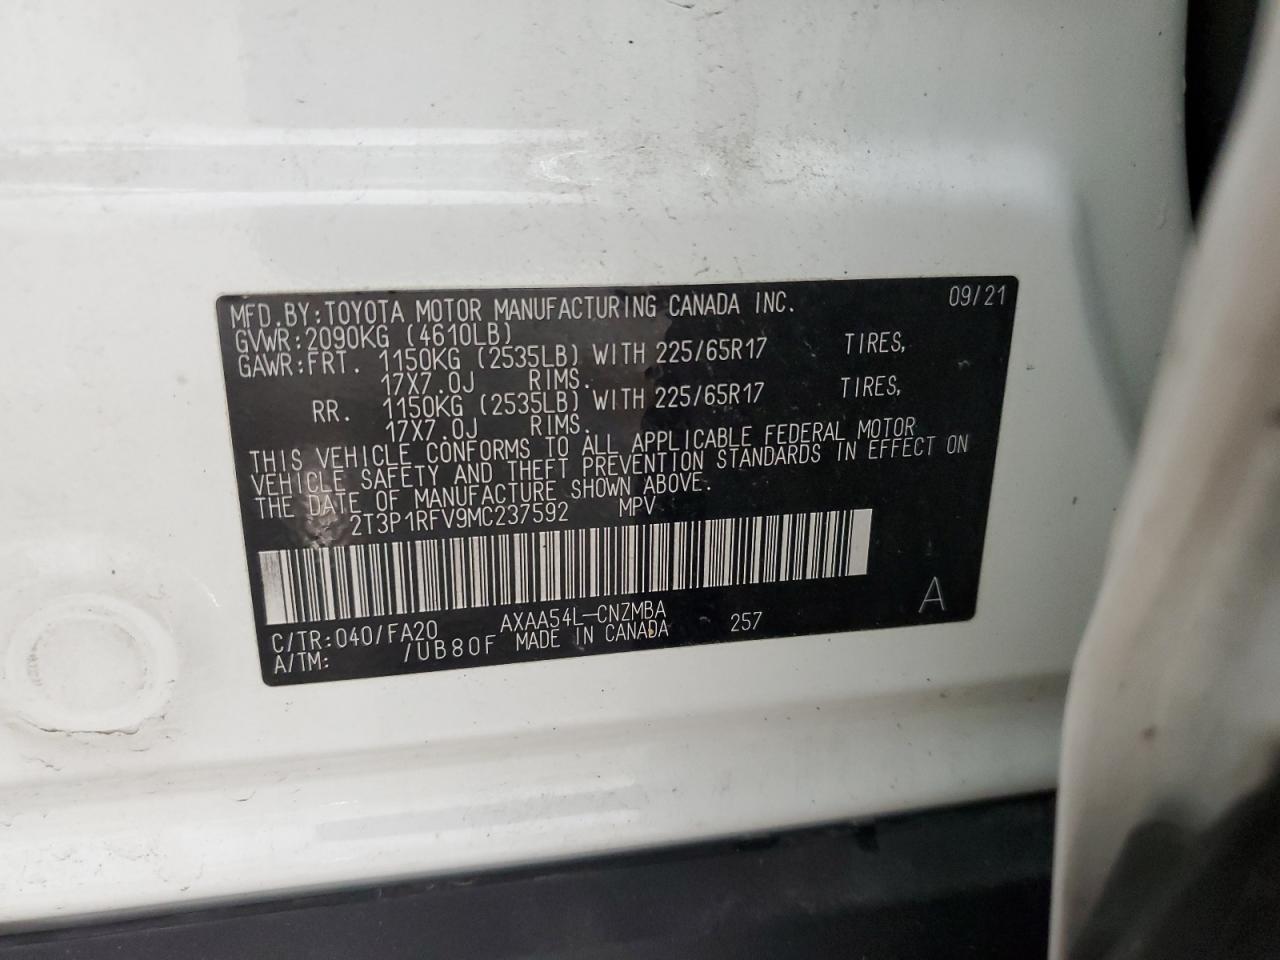 MFD.BY:TOYOTA MOTOR MANUFACTURING CANADA INC. 09/21
GVWR:2090KG (4610LB)
GAWR:FRT. 1150KG (2535LB) WITH 225/65R17 TIRES,
17X7.0J RIMS.
RR. 1150KG (2535LB) WITH 225/65R17 TIRES,
17X7.0J RIMS.
THIS VEHICLE CONFORMS TO ALL APPLICABLE FEDERAL MOTOR
VEHICLE SAFETY AND THEFT PREVENTION STANDARDS IN EFFECT ON
THE DATE OF MANUFACTURE SHOWN ABOVE.
2T3P1RFV9MC237592 MPV
C/TR:040/FA20 AXAA54L-CNZMBA 257 A
A/TM: /UB80F MADE IN CANADA